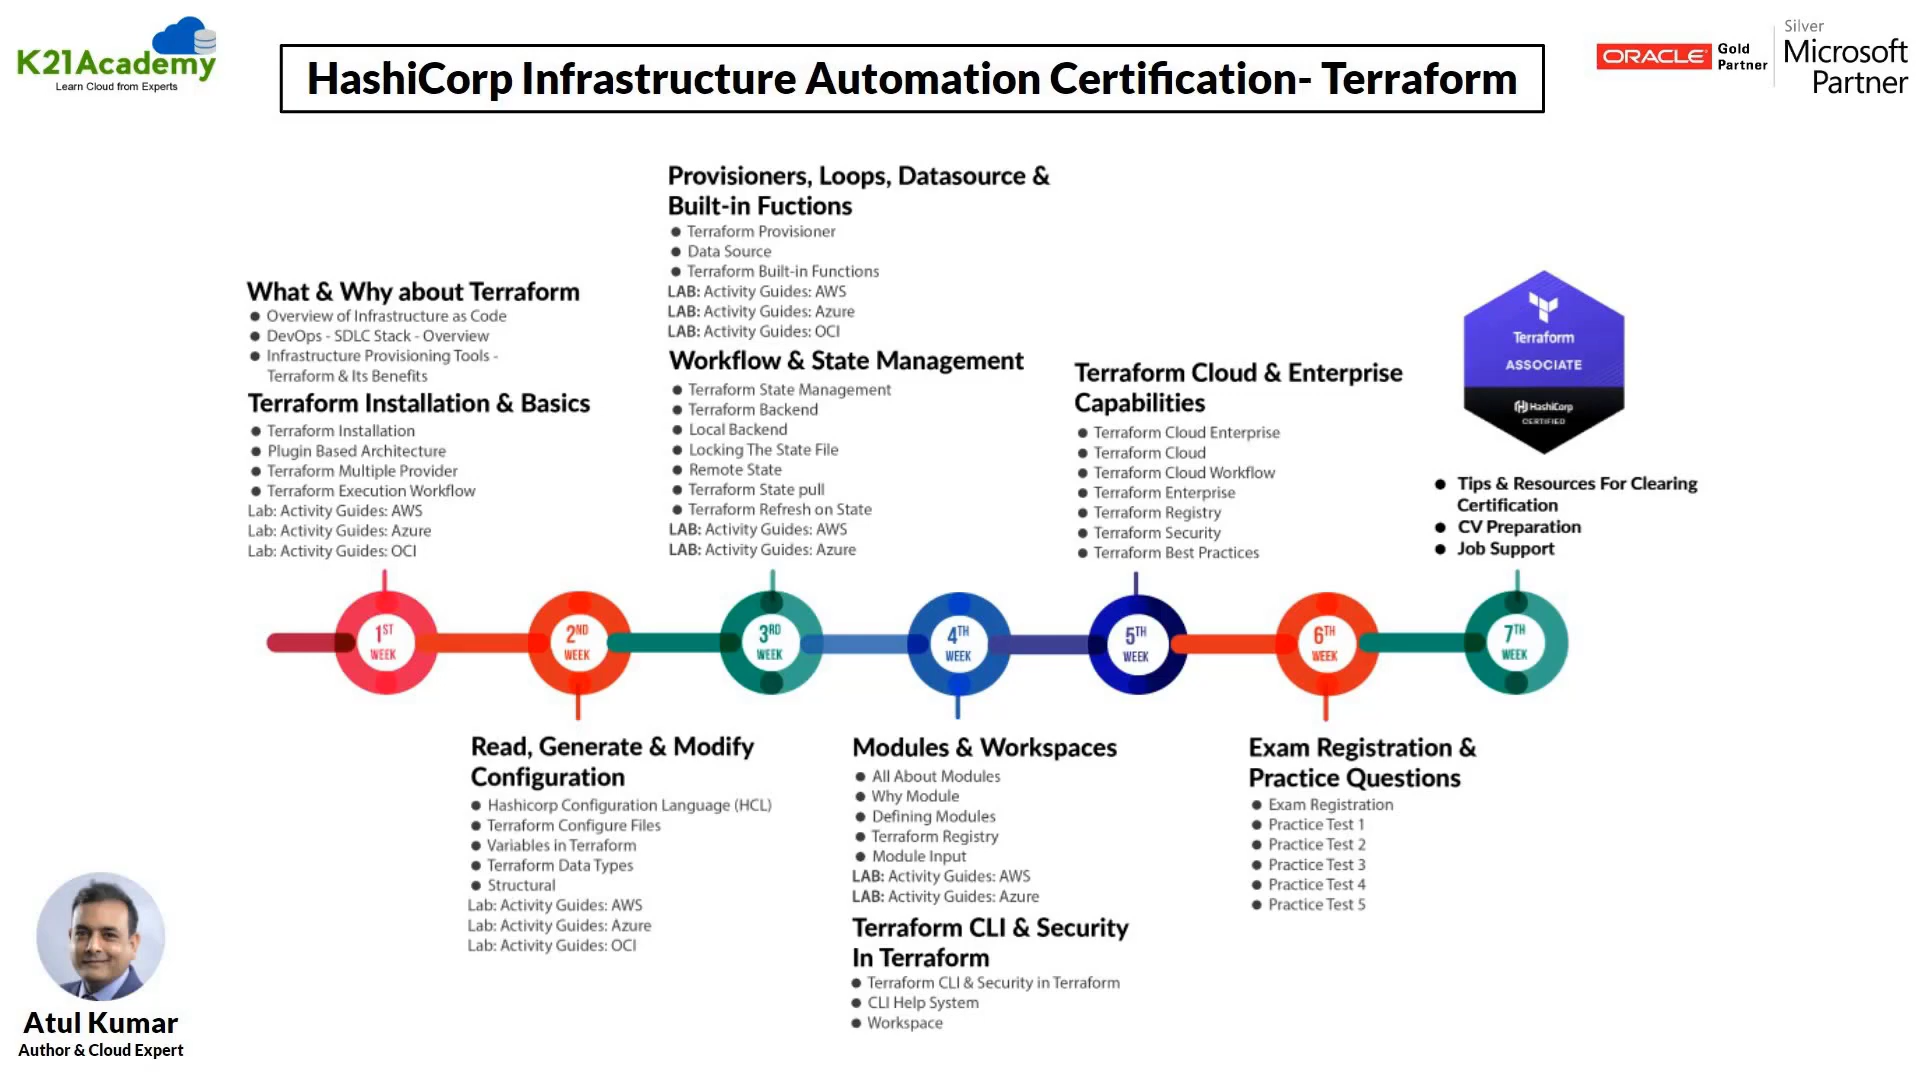 K21Academy
Learn Cloud from Experts
HashiCorp Infrastructure Automation Certification- Terraform
ORACLE
Gold
Partner
Silver
Microsoft
Partner
What & Why about Terraform
● Overview of Infrastructure as Code
● DevOps - SDLC Stack - Overview
● Infrastructure Provisioning Tools -
Terraform & Its Benefits
Terraform Installation & Basics
● Terraform Installation
● Plugin Based Architecture
● Terraform Multiple Provider
● Terraform Execution Workflow
Lab: Activity Guides: AWS
Lab: Activity Guides: Azure
Lab: Activity Guides: OCI
Provisioners, Loops, Datasource &
Built-in Fuctions
● Terraform Provisioner
● Data Source
● Terraform Built-in Functions
LAB: Activity Guides: AWS
LAB: Activity Guides: Azure
LAB: Activity Guides: OCI
Workflow & State Management
● Terraform State Management
● Terraform Backend
● Local Backend
● Locking The State File
● Remote State
● Terraform State pull
● Terraform Refresh on State
LAB: Activity Guides: AWS
LAB: Activity Guides: Azure
Terraform Cloud & Enterprise
Capabilities
● Terraform Cloud Enterprise
● Terraform Cloud
● Terraform Cloud Workflow
● Terraform Enterprise
● Terraform Registry
● Terraform Security
● Terraform Best Practices
Terraform
ASSOCIATE
HashiCorp
CERTIFIED
● Tips & Resources For Clearing
Certification
● CV Preparation
● Job Support
1ST
WEEK
2ND
WEEK
3RD
WEEK
4TH
WEEK
5TH
WEEK
6TH
WEEK
7TH
WEEK
Read, Generate & Modify
Configuration
● Hashicorp Configuration Language (HCL)
● Terraform Configure Files
● Variables in Terraform
● Terraform Data Types
● Structural
Lab: Activity Guides: AWS
Lab: Activity Guides: Azure
Lab: Activity Guides: OCI
Modules & Workspaces
● All About Modules
● Why Module
● Defining Modules
● Terraform Registry
● Module Input
LAB: Activity Guides: AWS
LAB: Activity Guides: Azure
Terraform CLI & Security
In Terraform
● Terraform CLI & Security in Terraform
● CLI Help System
● Workspace
Exam Registration &
Practice Questions
● Exam Registration
● Practice Test 1
● Practice Test 2
● Practice Test 3
● Practice Test 4
● Practice Test 5
Atul Kumar
Author & Cloud Expert